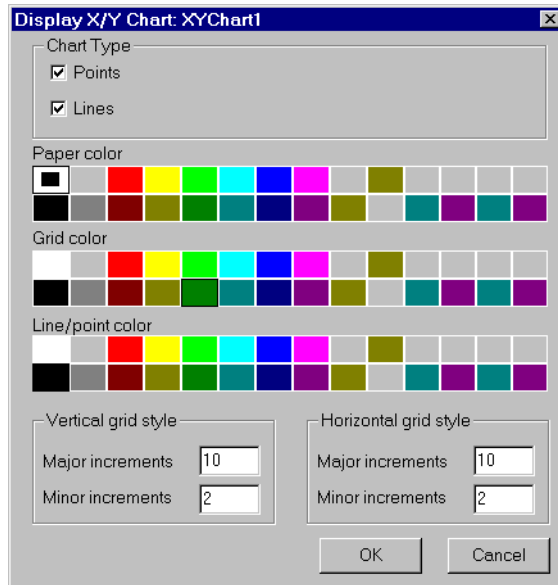 Display X/Y Chart: XYChart1
Chart Type
Points
Lines
Paper color
Grid color
Line/point color
Vertical grid style
Major increments 10
Minor increments 2
Horizontal grid style
Major increments 10
Minor increments 2
OK
Cancel